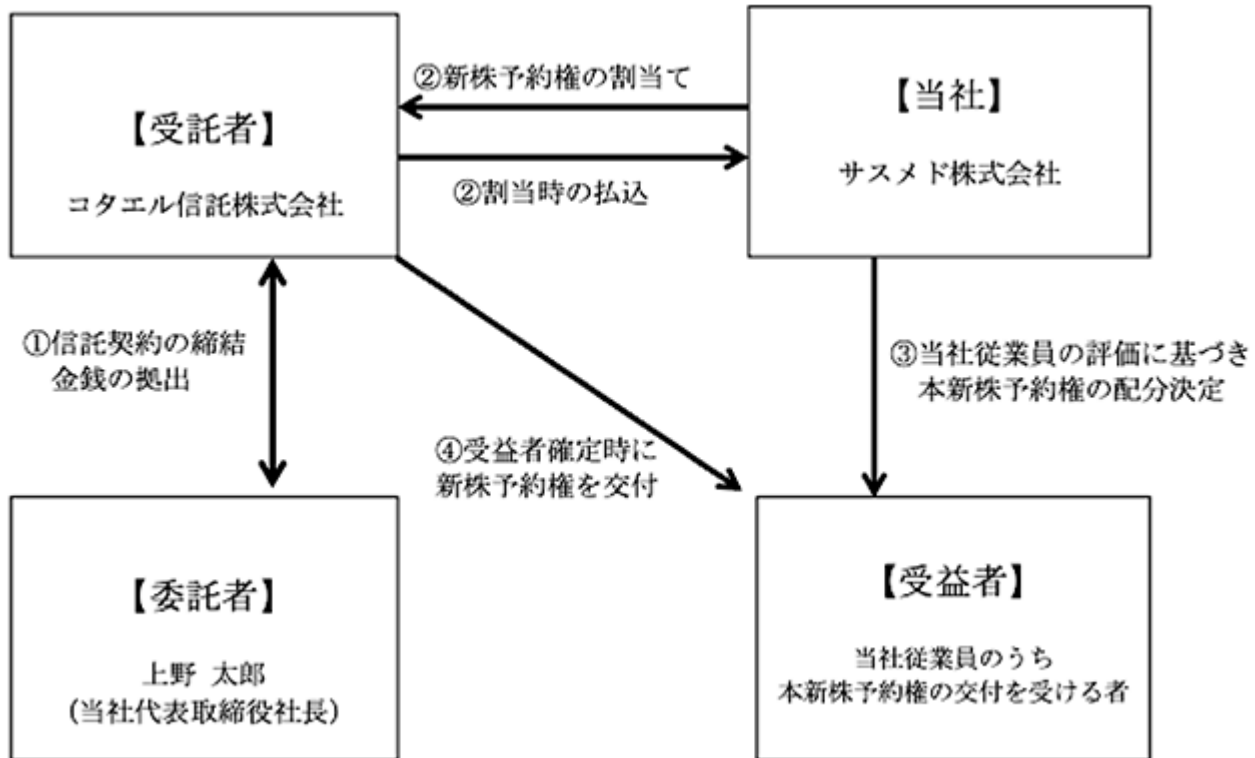 【受託者】
コタエル信託株式会社
②新株予約権の割当て
②割当時の払込
【当社】
サスメド株式会社
①信託契約の締結
金銭の拠出
③当社従業員の評価に基づき
本新株予約権の配分決定
④受益者確定時に
新株予約権を交付
【委託者】
上野 太郎
(当社代表取締役社長)
【受益者】
当社従業員のうち
本新株予約権の交付を受ける者